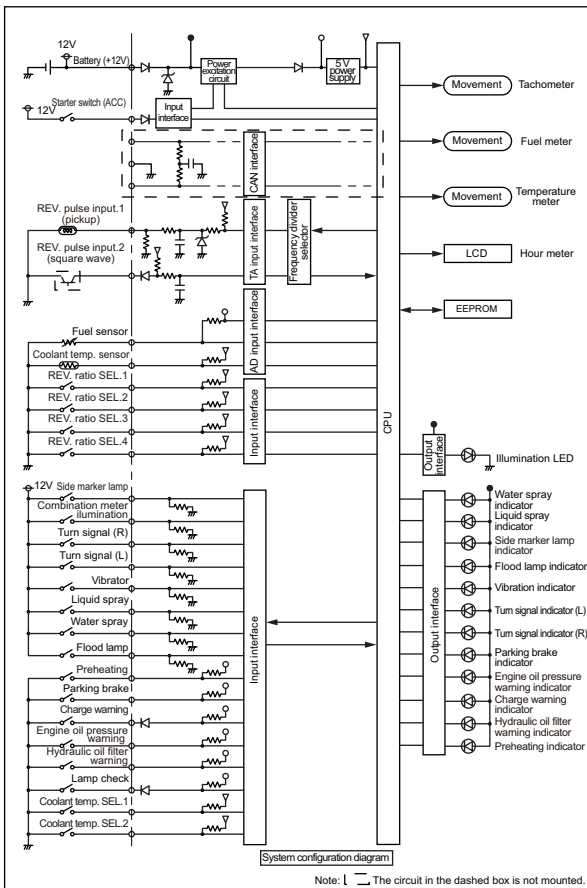 12V
Battery (+12V)
Power
excitation
circuit
5 V
power
supply
12V
Starter switch (ACC)
Input
interface
CAN interface
REV. pulse input.1
(pickup)
REV. pulse input.2
(square wave)
TA input interface
Frequency divider
selector
Fuel sensor
Coolant temp. sensor
AD input interface
REV. ratio SEL.1
REV. ratio SEL.2
REV. ratio SEL.3
REV. ratio SEL.4
Input interface
CPU
Movement
Tachometer
Movement
Fuel meter
Movement
Temperature
meter
LCD
Hour meter
EEPROM
Output
interface
Illumination LED
12V
Side marker lamp
Combination meter
ilumination
Turn signal (R)
Turn signal (L)
Vibrator
Liquid spray
Water spray
Flood lamp
Preheating
Parking brake
Charge warning
Engine oil pressure
warning
Hydraulic oil filter
warning
Lamp check
Coolant temp. SEL.1
Coolant temp. SEL.2
Input interface
Output interface
Water spray
indicator
Liquid spray
indicator
Side marker lamp
indicator
Flood lamp indicator
Vibration indicator
Turn signal indicator (L)
Turn signal indicator (R)
Parking brake
indicator
Engine oil pressure
warning indicator
Charge warning
indicator
Hydraulic oil filter
warning indicator
Preheating indicator
System configuration diagram
Note: The circuit in the dashed box is not mounted.